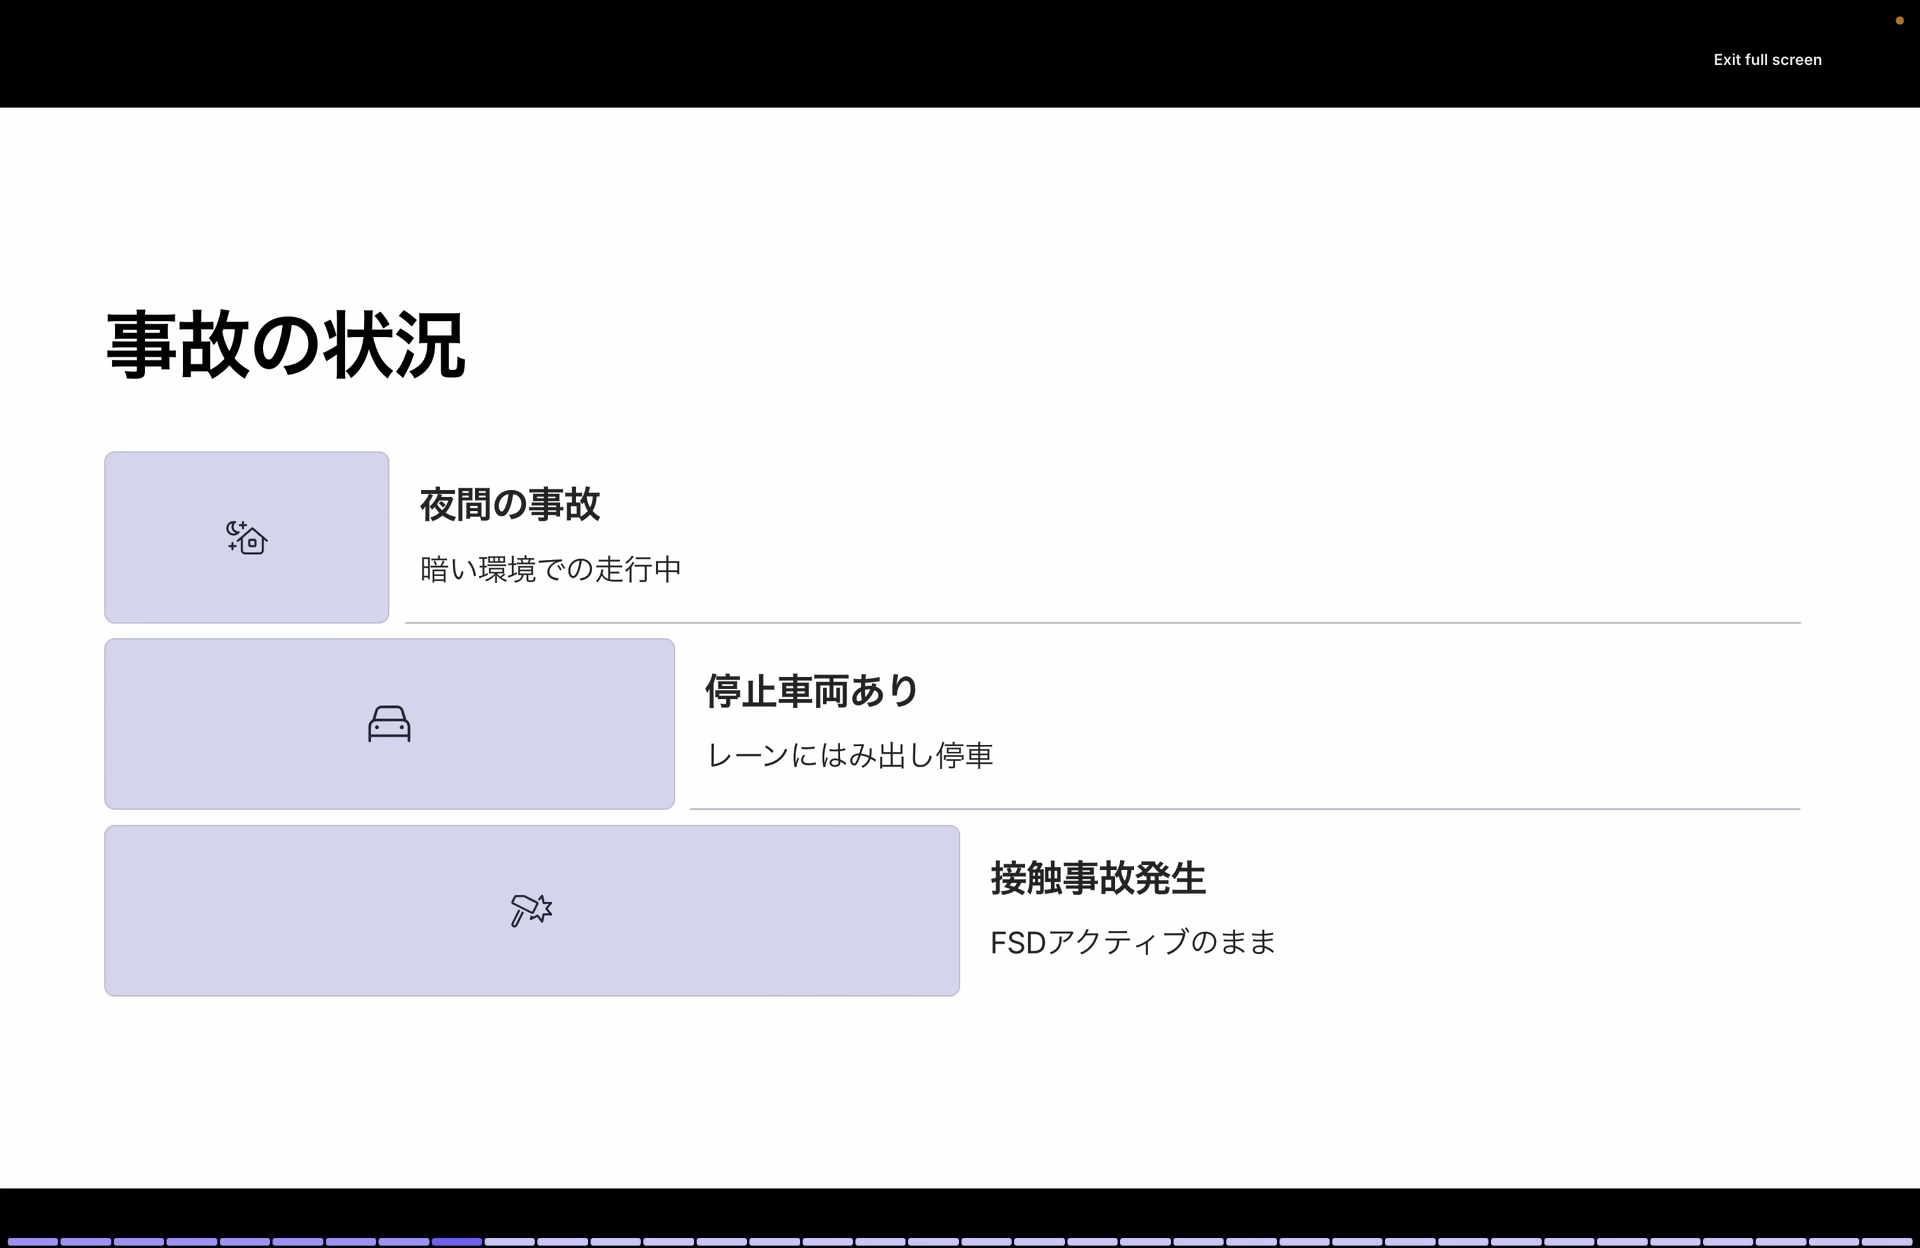 Exit full screen
事故の状況
夜間の事故
暗い環境での走行中
停止車両あり
レーンにはみ出し停車
接触事故発生
FSDアクティブのまま